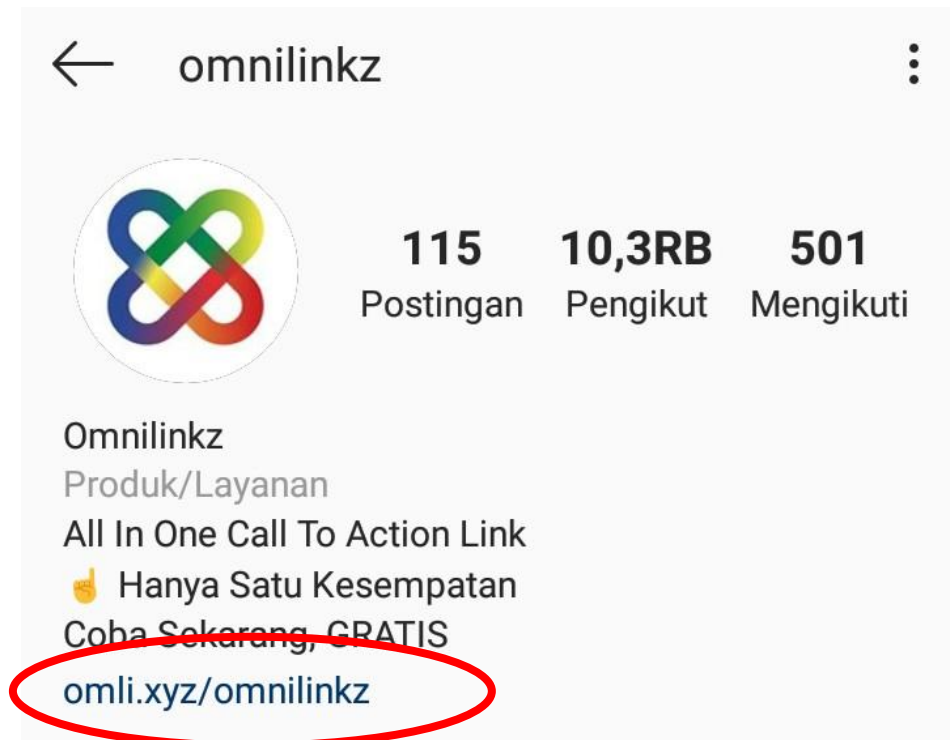 omnilinkz
115 10,3RB 501
Postingan Pengikut Mengikuti
Omnilinkz
Produk/Layanan
All In One Call To Action Link
☝ Hanya Satu Kesempatan
Coba Sekarang, GRATIS
omli.xyz/omnilinkz